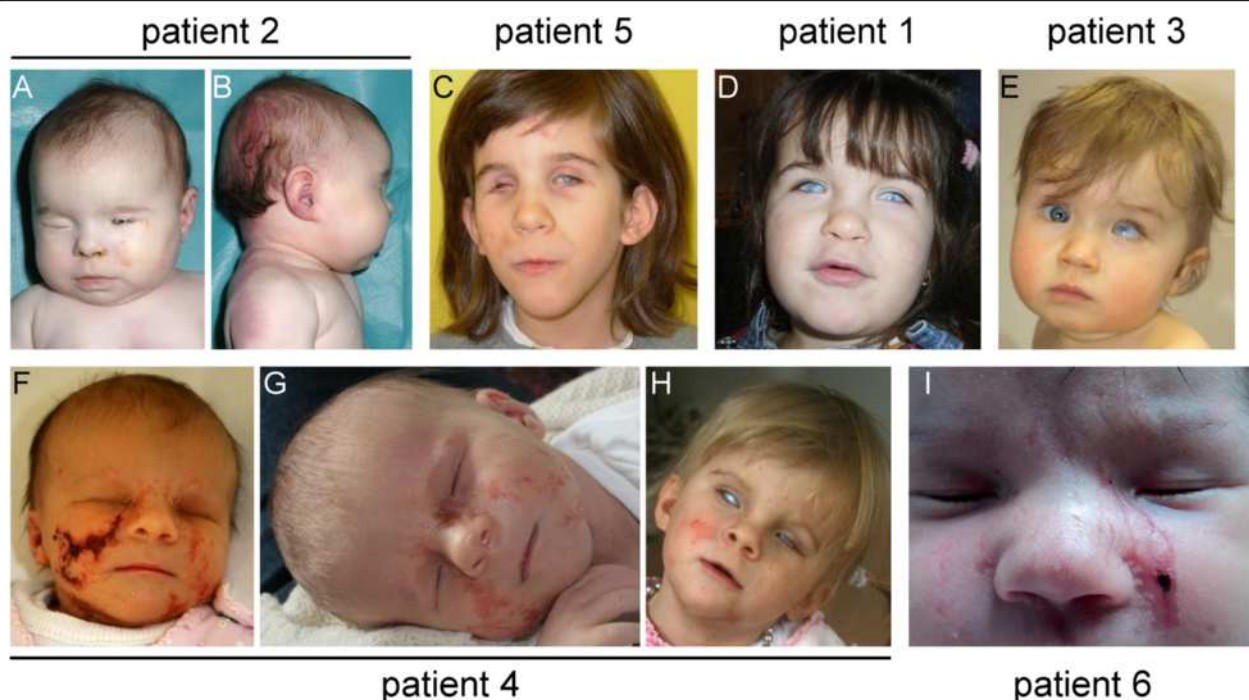 patient 2
patient 5
patient 1
patient 3
A
B
C
D
E
F
G
H
I
patient 4
patient 6